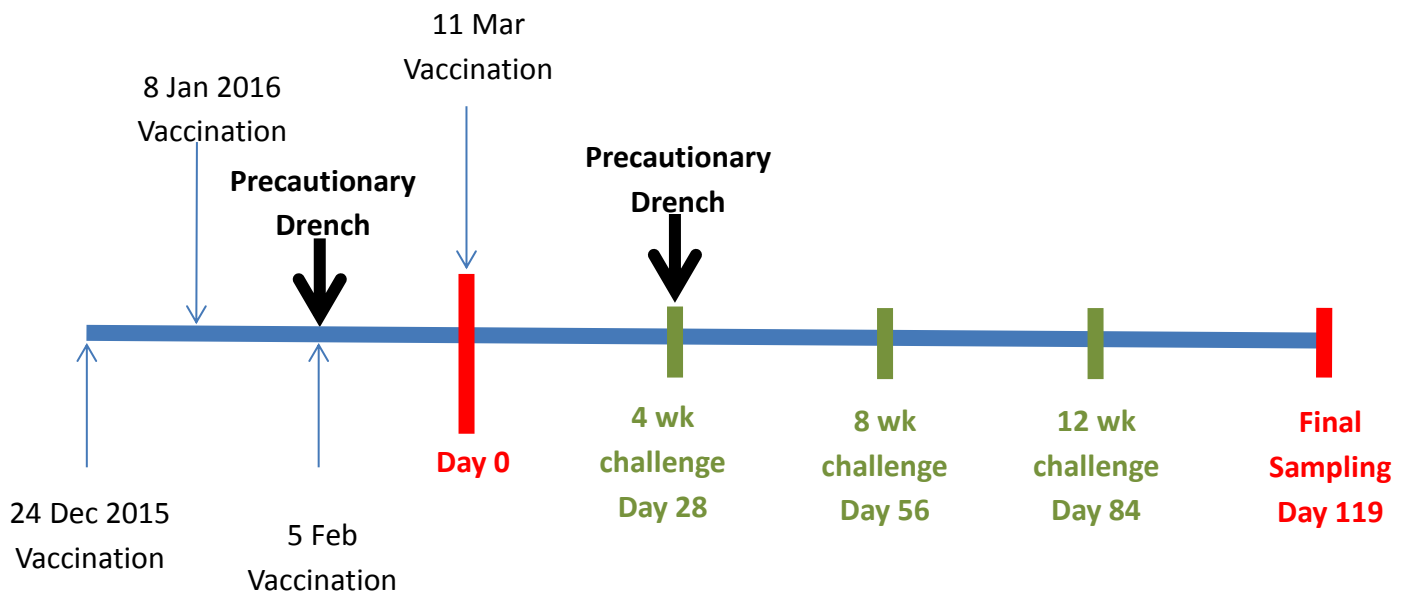 11 Mar
Vaccination
8 Jan 2016
Vaccination
Precautionary
Drench
Precautionary
Drench
Day 0
4 wk
challenge
Day 28
8 wk
challenge
Day 56
12 wk
challenge
Day 84
Final
Sampling
Day 119
24 Dec 2015
Vaccination
5 Feb
Vaccination